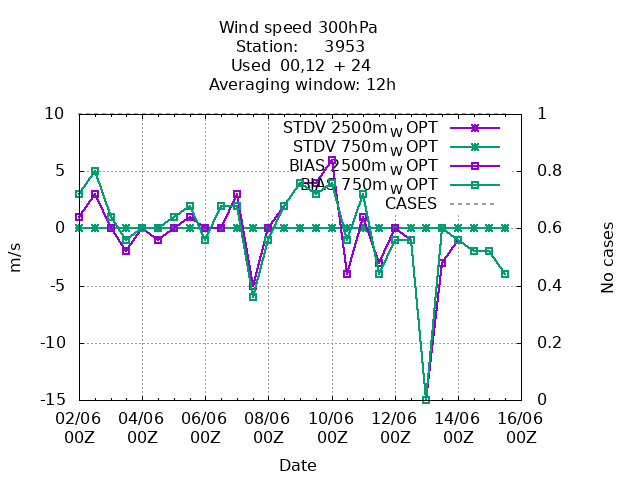 Wind speed 300hPa
Station: 3953
Used 00,12 + 24
Averaging window: 12h
10 1
STDV 2500m W OPT
STDV 750m W OPT
5 0.8
BIAS 2500m W OPT
BIAS 750m W OPT
CASES
0 0.6
m/s
No cases
-5 0.4
-10 0.2
-15 0
02/06 04/06 06/06 08/06 10/06 12/06 14/06 16/06
00Z 00Z 00Z 00Z 00Z 00Z 00Z 00Z
Date